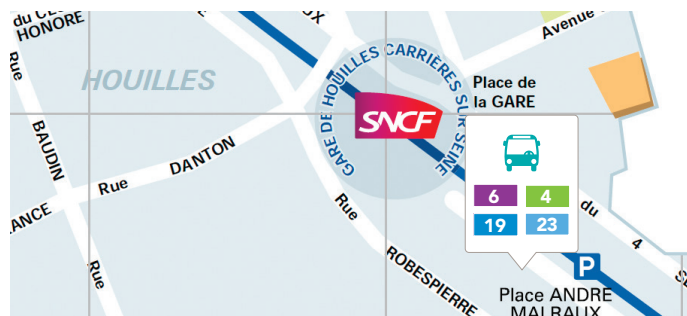 du
HONORE
Rue
BAUDIN
Rue
HOUILLES
GARE DE HOUILLES CARRIÈRES SUR SEINE
SNCF
Avenue
Place de
la GARE
Rue DANTON
Rue
ROBESPIERRE
6 4
19 23
du 4
P
Place ANDRE
MALRAUX